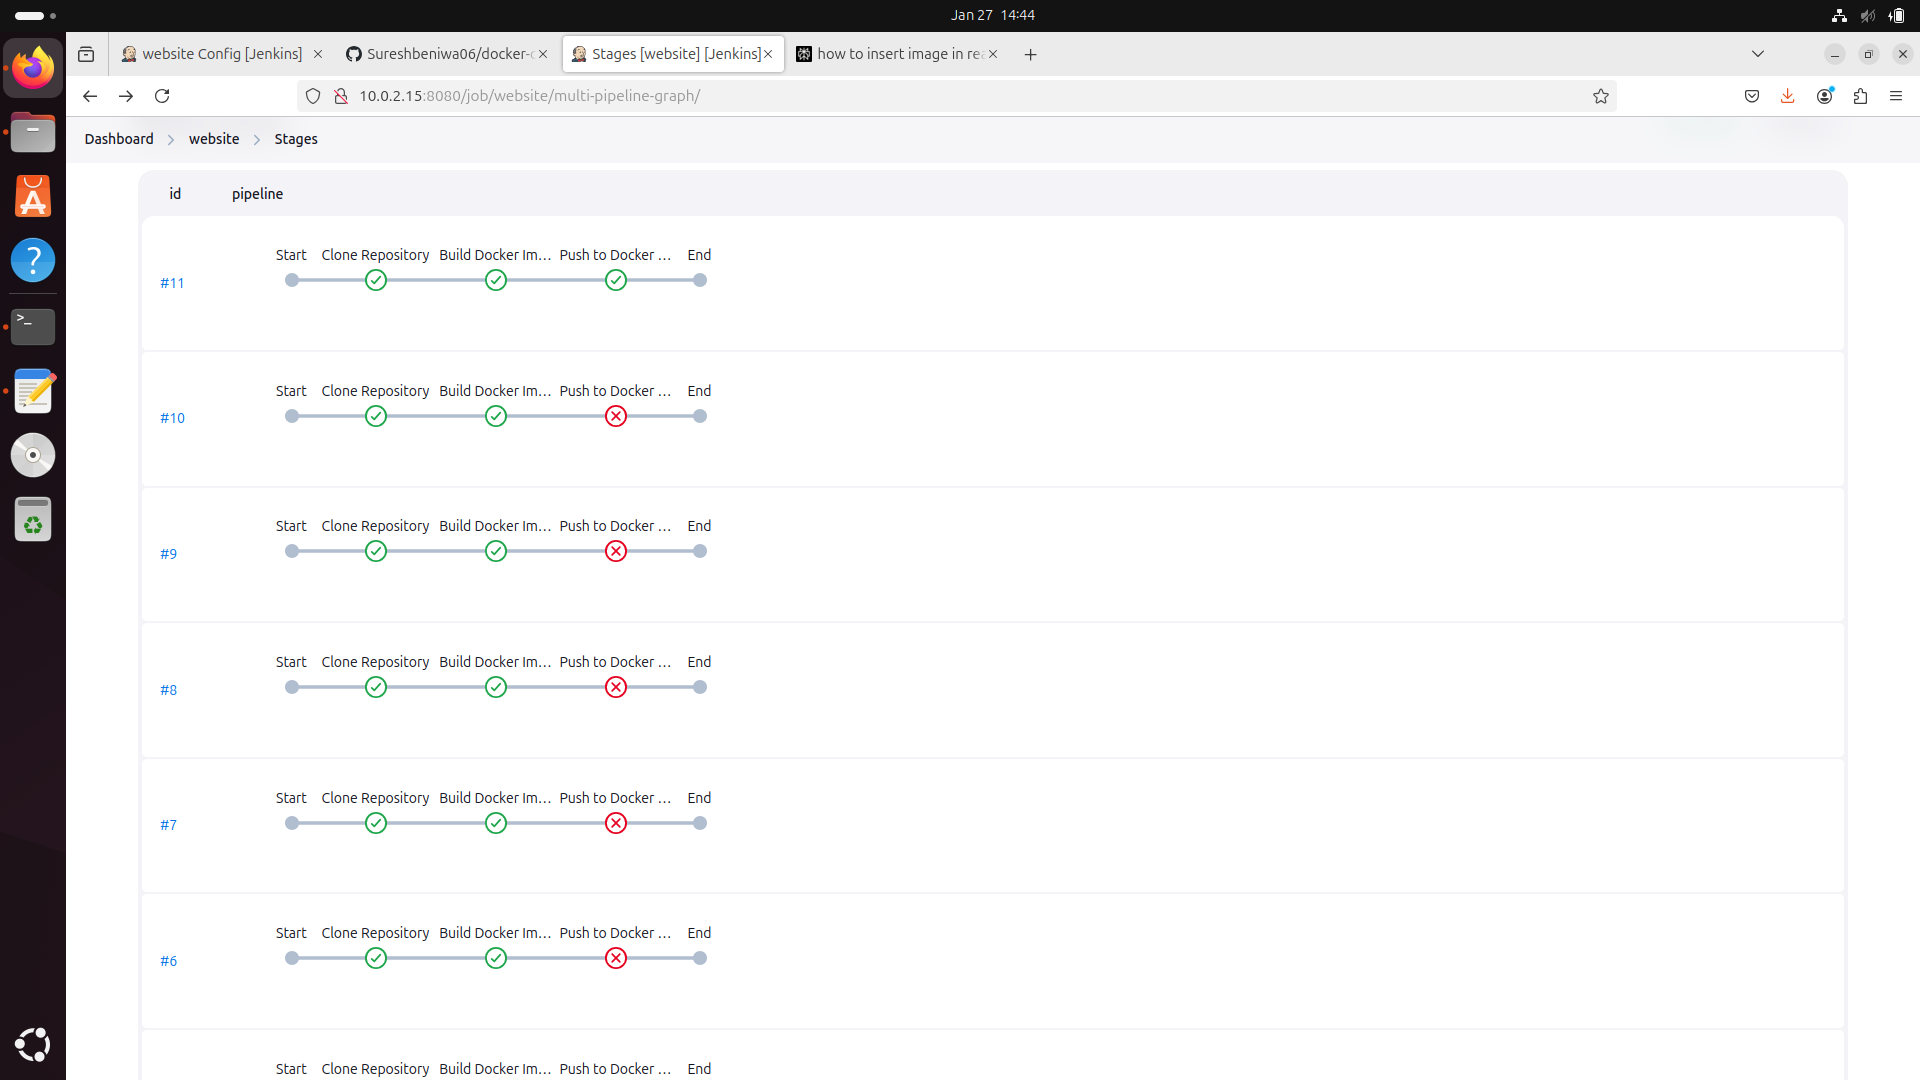 Jan 27 14:44
website Config [Jenkins]
Sureshbeniwa06/docker-
Stages [website] [Jenkins]
how to insert image in rea
10.0.2.15:8080/job/website/multi-pipeline-graph/
Dashboard
website
Stages
id
pipeline
Start Clone Repository Build Docker Im... Push to Docker ... End
#11
Start Clone Repository Build Docker Im... Push to Docker ... End
#10
Start Clone Repository Build Docker Im... Push to Docker ... End
#9
Start Clone Repository Build Docker Im... Push to Docker ... End
#8
Start Clone Repository Build Docker Im... Push to Docker ... End
#7
Start Clone Repository Build Docker Im... Push to Docker ... End
#6
Start Clone Repository Build Docker Im... Push to Docker ... End